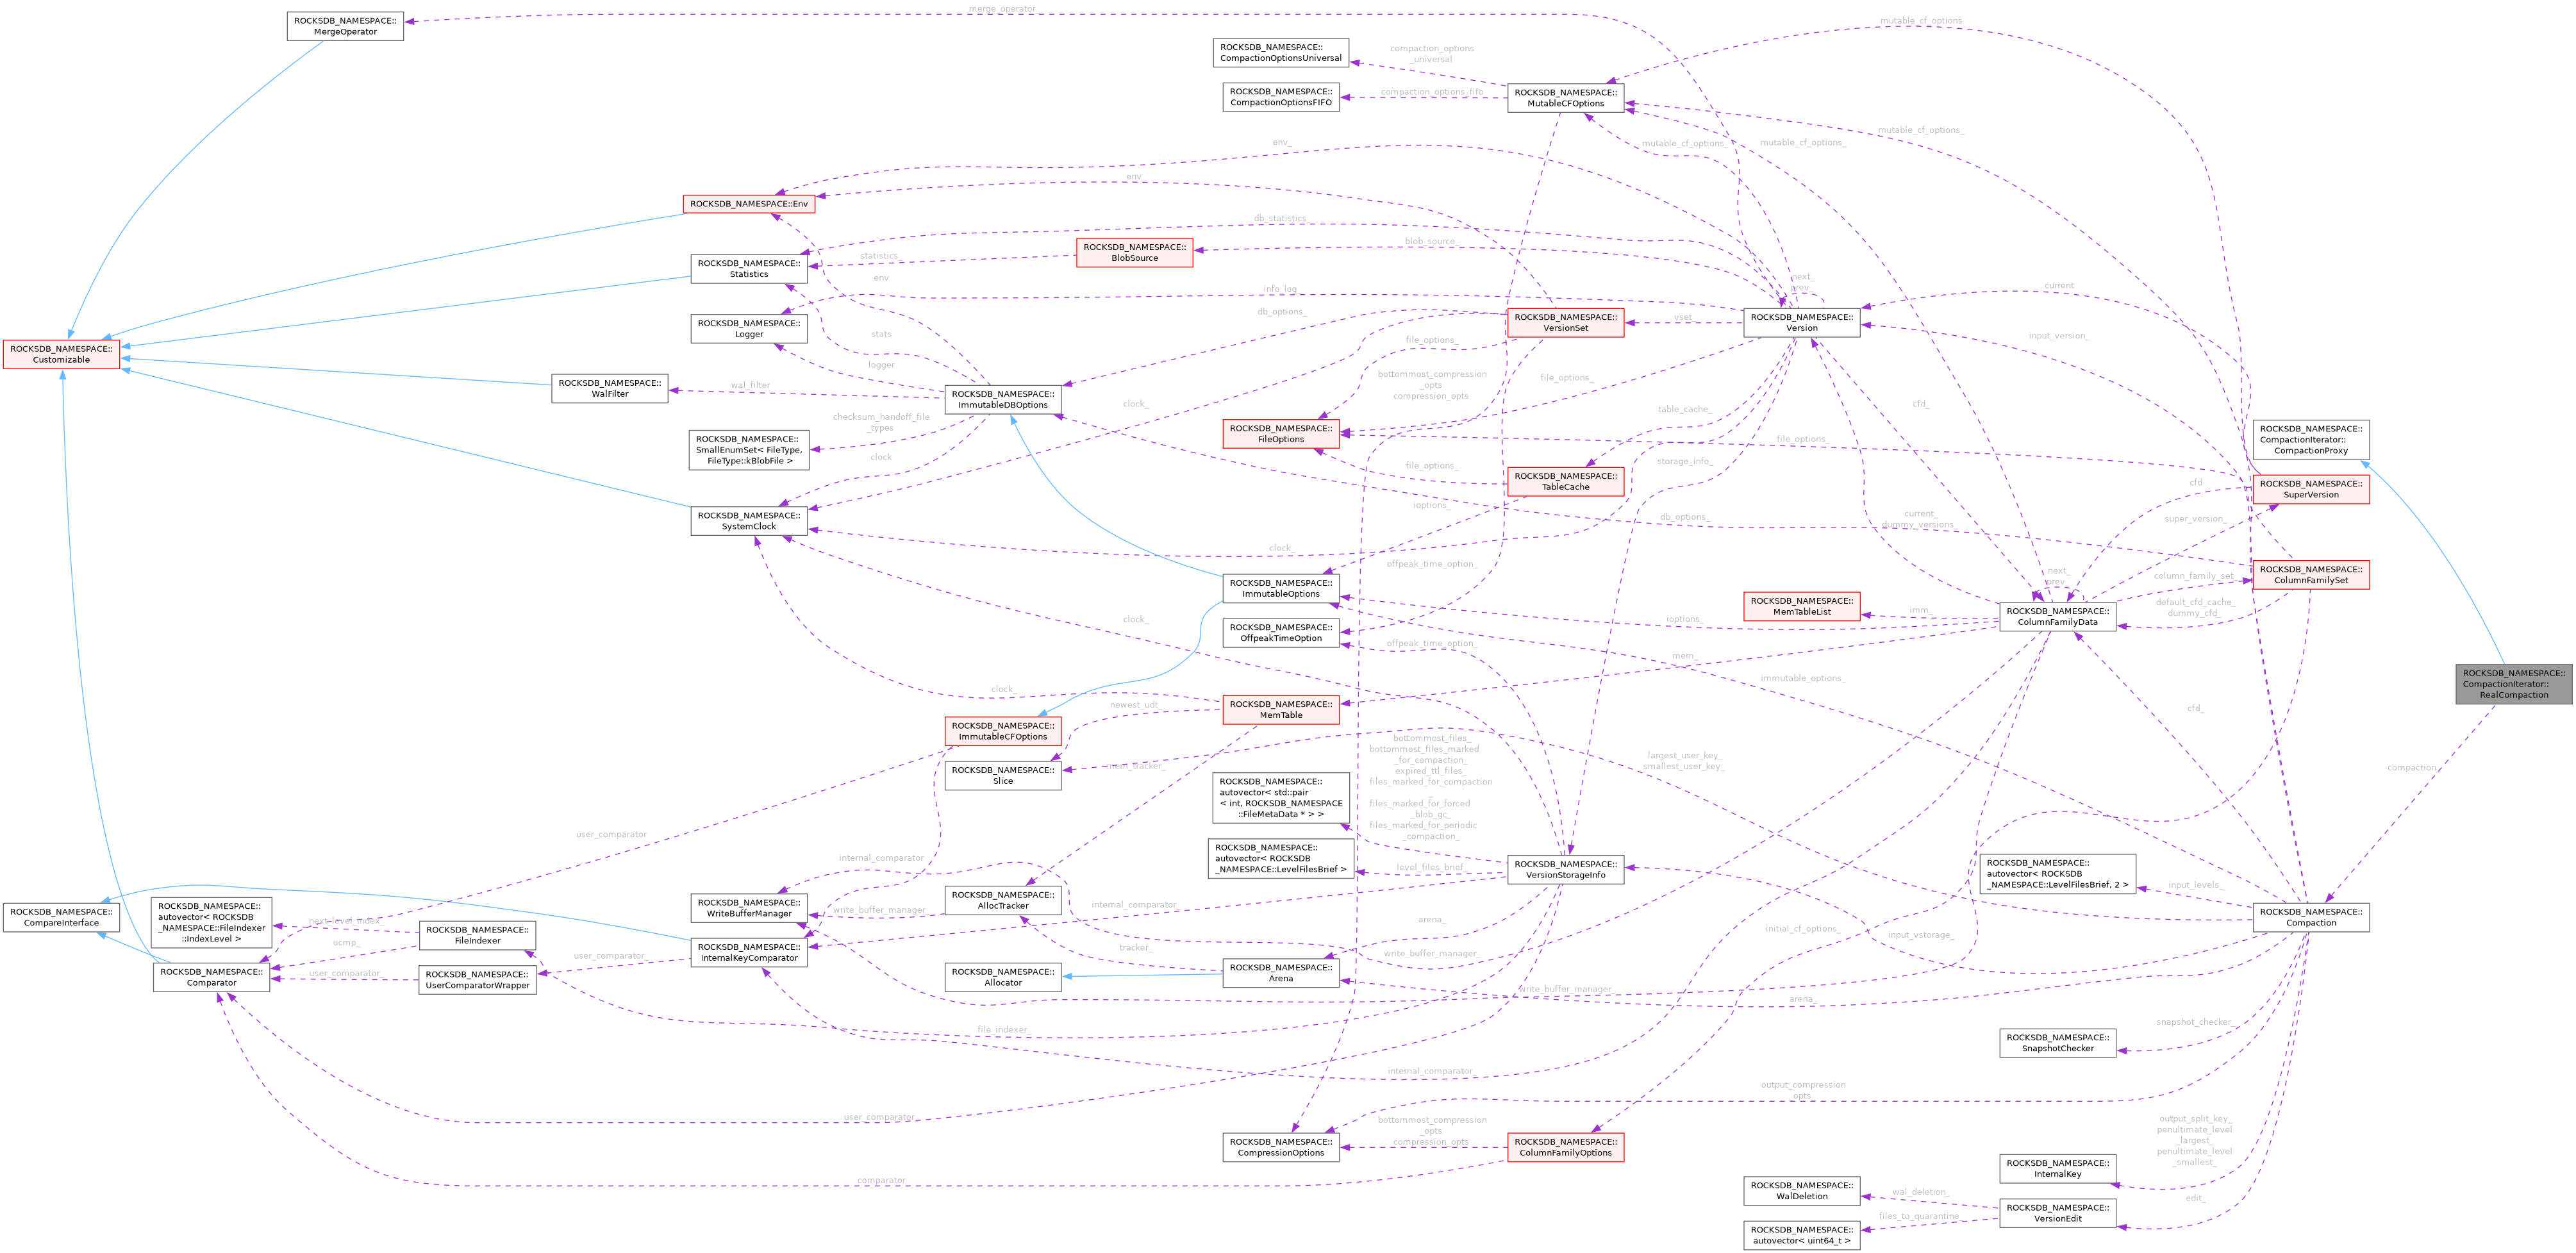 merge_operator_
ROCKSDB_NAMESPACE::
MergeOperator
mutable_cf_options
ROCKSDB_NAMESPACE::
CompactionOptionsUniversal
compaction_options
_universal
ROCKSDB_NAMESPACE::
CompactionOptionsFIFO
compaction_options_fifo
ROCKSDB_NAMESPACE::
MutableCFOptions
mutable_cf_options_
env_
mutable_cf_options_
mutable_cf_options_
env_
ROCKSDB_NAMESPACE::Env
db_statistics_
ROCKSDB_NAMESPACE::
BlobSource
blob_source_
statistics_
ROCKSDB_NAMESPACE::
Statistics
env
next_
prev_
current
info_log_
ROCKSDB_NAMESPACE::
Logger
stats
db_options_
ROCKSDB_NAMESPACE::
VersionSet
vset_
ROCKSDB_NAMESPACE::
Version
input_version_
ROCKSDB_NAMESPACE::
Customizable
file_options_
logger
bottommost_compression
_opts
compression_opts
file_options_
ROCKSDB_NAMESPACE::
WalFilter
wal_filter
ROCKSDB_NAMESPACE::
ImmutableDBOptions
clock_
cfd_
table_cache_
checksum_handoff_file
_types
ROCKSDB_NAMESPACE::
SmallEnumSet< FileType,
FileType::kBlobFile >
ROCKSDB_NAMESPACE::
FileOptions
file_options_
ROCKSDB_NAMESPACE::
CompactionIterator::
CompactionProxy
clock
file_options_
storage_info_
ROCKSDB_NAMESPACE::
TableCache
cfd
ROCKSDB_NAMESPACE::
SuperVersion
ioptions_
ROCKSDB_NAMESPACE::
SystemClock
db_options_
current_
dummy_versions_
super_version_
clock_
offpeak_time_option_
ROCKSDB_NAMESPACE::
ImmutableOptions
next_
prev_
column_family_set_
ROCKSDB_NAMESPACE::
ColumnFamilySet
ROCKSDB_NAMESPACE::
MemTableList
imm_
ROCKSDB_NAMESPACE::
ColumnFamilyData
default_cfd_cache_
dummy_cfd_
clock_
ROCKSDB_NAMESPACE::
OffpeakTimeOption
ioptions_
offpeak_time_option_
mem_
immutable_options_
ROCKSDB_NAMESPACE::
CompactionIterator::
RealCompaction
clock_
newest_udt_
ROCKSDB_NAMESPACE::
MemTable
cfd_
ROCKSDB_NAMESPACE::
ImmutableCFOptions
mem_tracker_
ROCKSDB_NAMESPACE::
Slice
bottommost_files_
bottommost_files_marked
_for_compaction_
expired_ttl_files_
files_marked_for_compaction
_
files_marked_for_forced
_blob_gc_
files_marked_for_periodic
_compaction_
largest_user_key_
smallest_user_key_
compaction_
ROCKSDB_NAMESPACE::
autovector< std::pair
< int, ROCKSDB_NAMESPACE
::FileMetaData * > >
user_comparator
internal_comparator
ROCKSDB_NAMESPACE::
autovector< ROCKSDB
_NAMESPACE::LevelFilesBrief >
level_files_brief_
ROCKSDB_NAMESPACE::
VersionStorageInfo
ROCKSDB_NAMESPACE::
autovector< ROCKSDB
_NAMESPACE::LevelFilesBrief, 2 >
input_levels_
ROCKSDB_NAMESPACE::
Compaction
ROCKSDB_NAMESPACE::
CompareInterface
ROCKSDB_NAMESPACE::
autovector< ROCKSDB
_NAMESPACE::FileIndexer
::IndexLevel >
next_level_index_
ROCKSDB_NAMESPACE::
FileIndexer
ROCKSDB_NAMESPACE::
WriteBufferManager
write_buffer_manager_
ROCKSDB_NAMESPACE::
AllocTracker
internal_comparator_
arena_
initial_cf_options_
input_vstorage_
ucmp_
user_comparator_
ROCKSDB_NAMESPACE::
InternalKeyComparator
tracker_
write_buffer_manager_
ROCKSDB_NAMESPACE::
Comparator
user_comparator_
ROCKSDB_NAMESPACE::
UserComparatorWrapper
ROCKSDB_NAMESPACE::
Allocator
ROCKSDB_NAMESPACE::
Arena
write_buffer_manager_
arena_
file_indexer_
snapshot_checker_
ROCKSDB_NAMESPACE::
SnapshotChecker
internal_comparator_
output_compression
_opts_
user_comparator_
bottommost_compression
_opts
compression_opts
ROCKSDB_NAMESPACE::
CompressionOptions
ROCKSDB_NAMESPACE::
ColumnFamilyOptions
output_split_key_
penultimate_level
_largest_
penultimate_level
_smallest_
comparator
ROCKSDB_NAMESPACE::
InternalKey
ROCKSDB_NAMESPACE::
WalDeletion
wal_deletion_
ROCKSDB_NAMESPACE::
VersionEdit
edit_
files_to_quarantine_
ROCKSDB_NAMESPACE::
autovector< uint64_t >